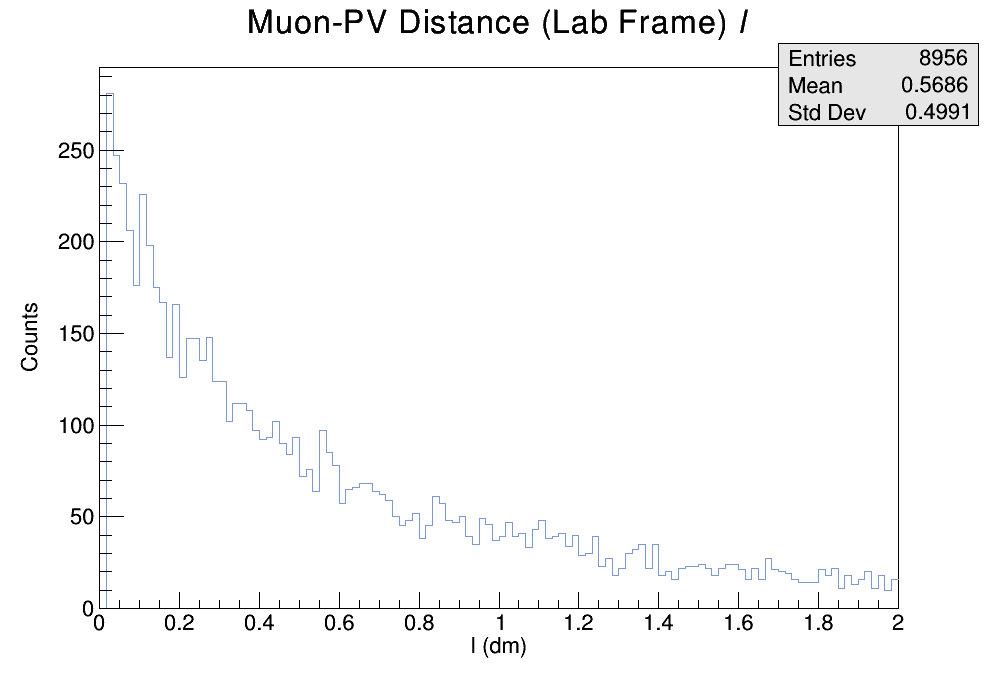 Muon-PV Distance (Lab Frame) l
Entries 8956
Mean 0.5686
Std Dev 0.4991
250
200
150
100
50
0
Counts
0 0.2 0.4 0.6 0.8 1 1.2 1.4 1.6 1.8 2
l (dm)